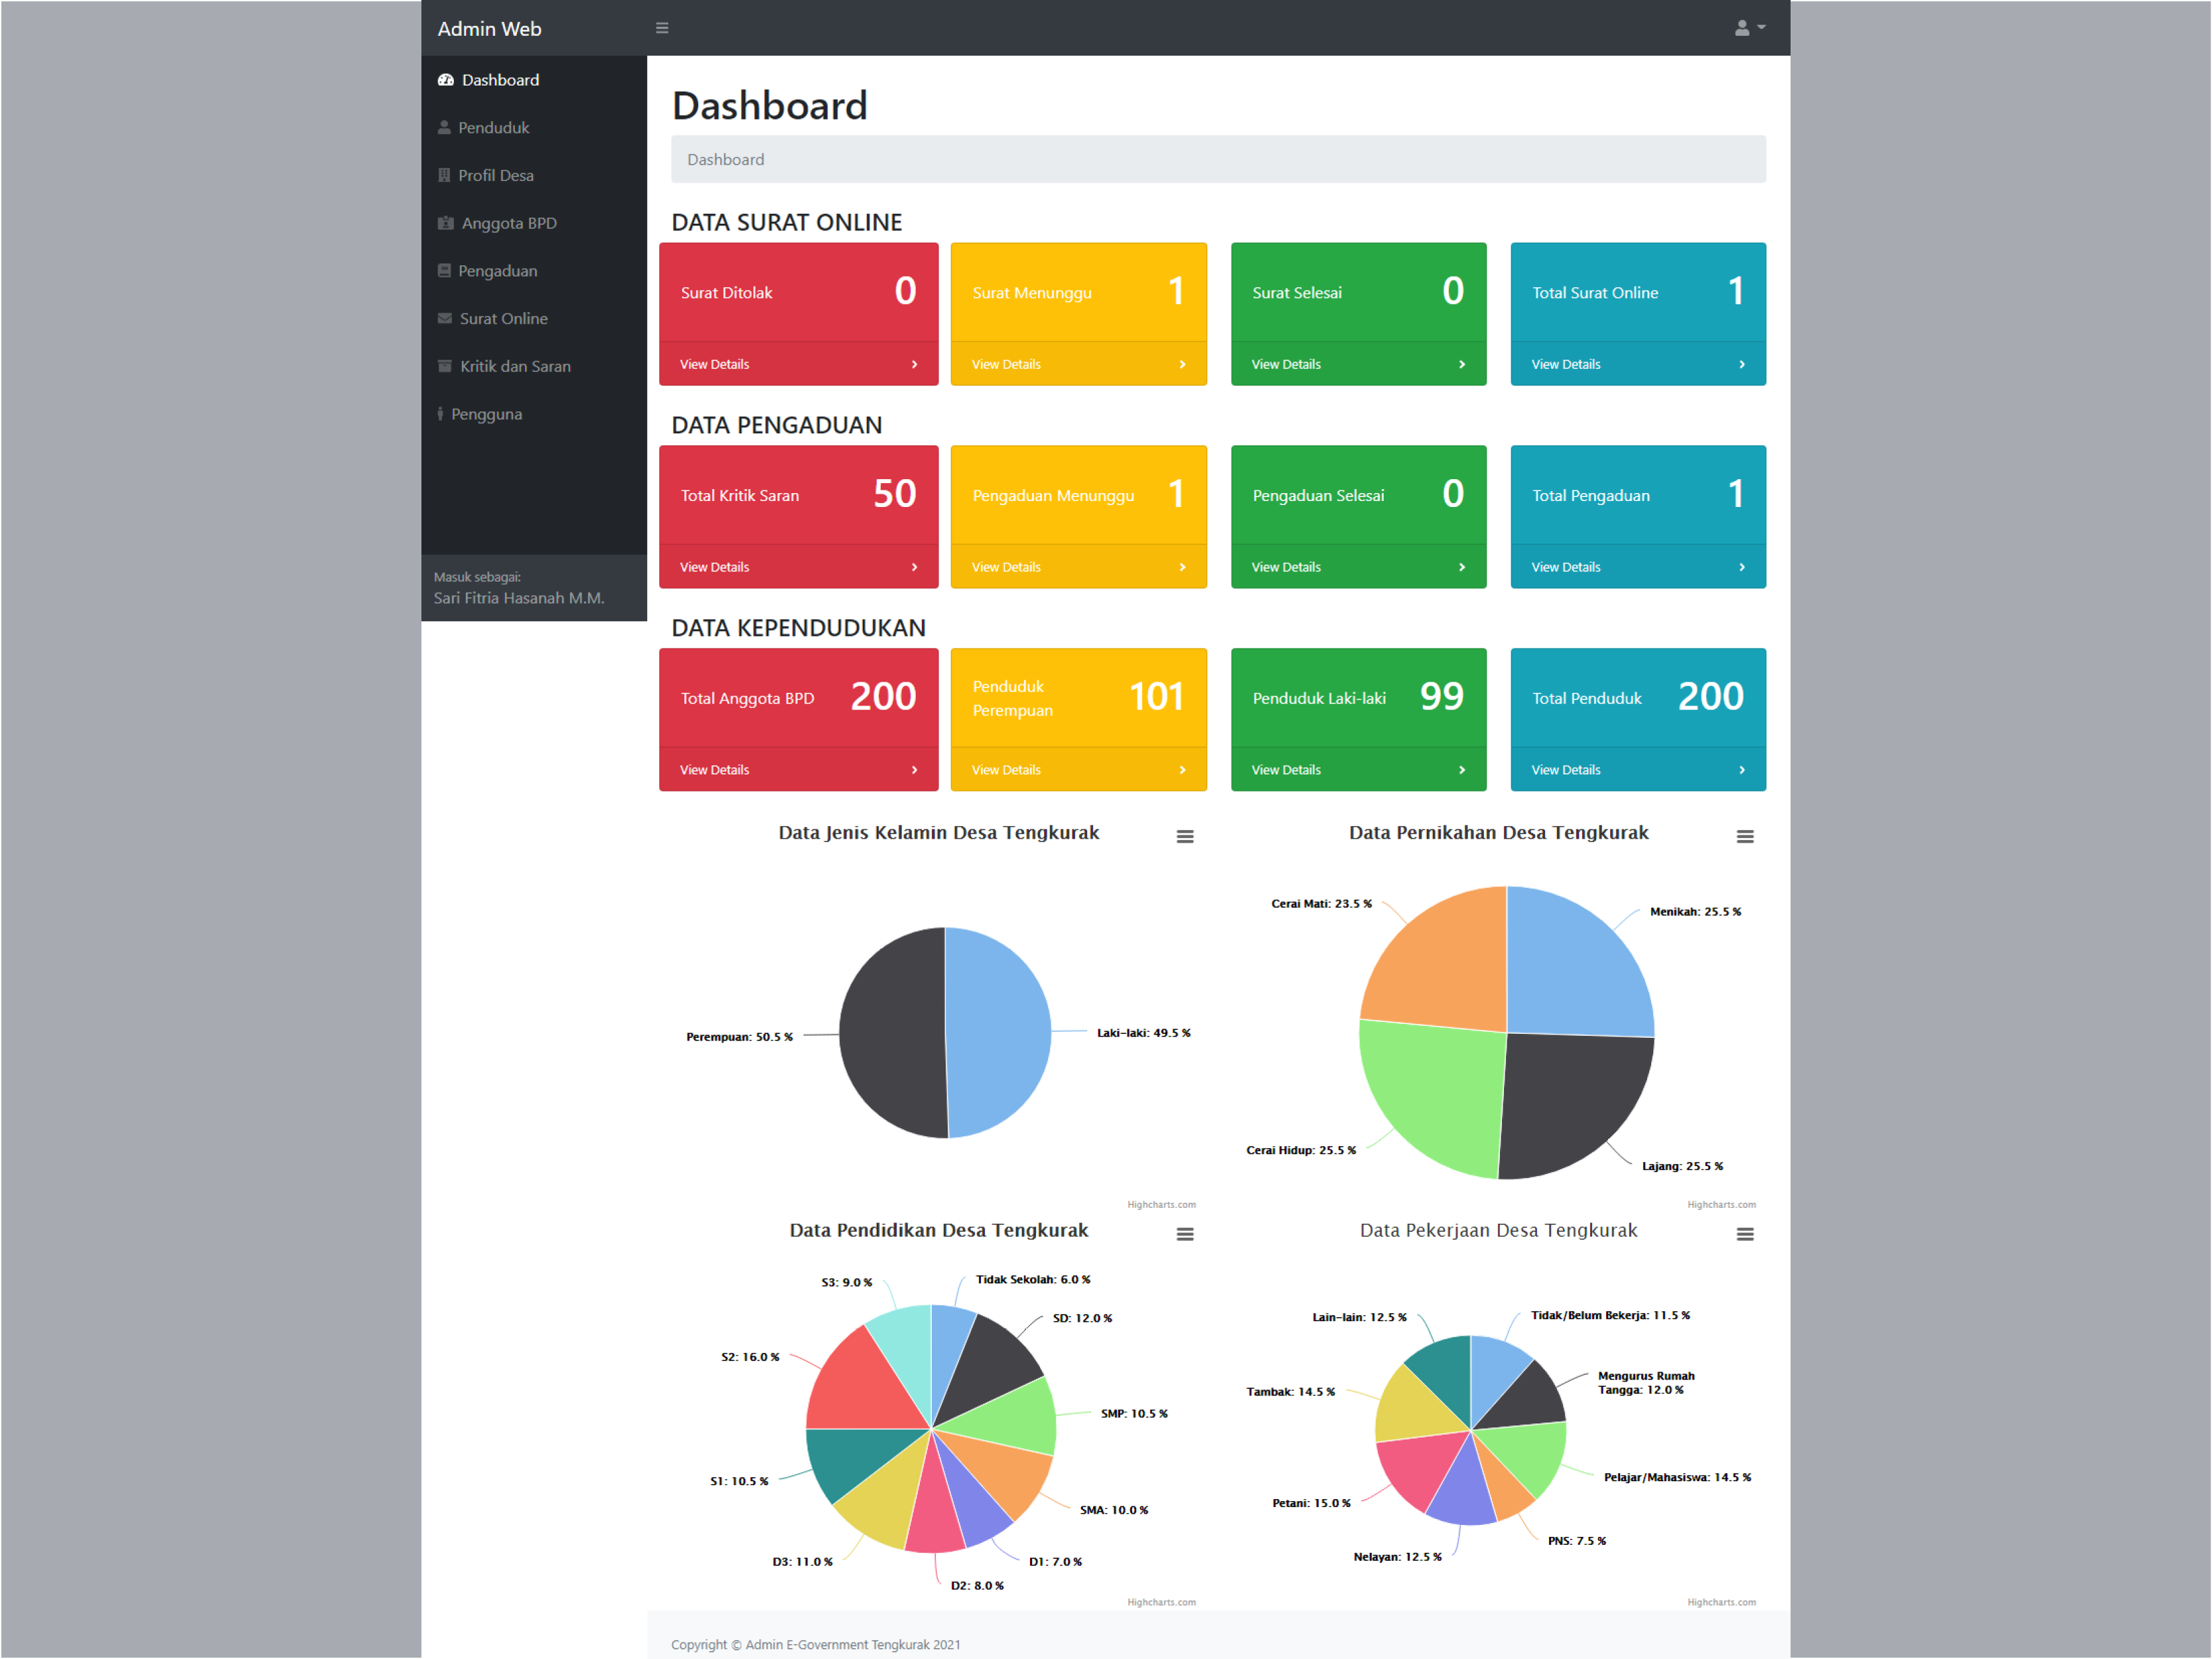 Admin Web
Dashboard
Penduduk
Profil Desa
Anggota BPD
Pengaduan
Surat Online
Kritik dan Saran
Pengguna
Masuk sebagai:
Sari Fitria Hasanah M.M.
Dashboard
Dashboard
DATA SURAT ONLINE
Surat Ditolak 0
View Details
Surat Menunggu 1
View Details
Surat Selesai 0
View Details
Total Surat Online 1
View Details
DATA PENGADUAN
Total Kritik Saran 50
View Details
Pengaduan Menunggu 1
View Details
Pengaduan Selesai 0
View Details
Total Pengaduan 1
View Details
DATA KEPENDUDUKAN
Total Anggota BPD 200
View Details
Penduduk
Perempuan 101
View Details
Penduduk Laki-laki 99
View Details
Total Penduduk 200
View Details
Data Jenis Kelamin Desa Tengkurak
Perempuan: 50.5 %
Laki-laki: 49.5 %
Highcharts.com
Data Pernikahan Desa Tengkurak
Cerai Mati: 23.5 %
Menikah: 25.5 %
Cerai Hidup: 25.5 %
Lajang: 25.5 %
Highcharts.com
Data Pendidikan Desa Tengkurak
S3: 9.0 %
Tidak Sekolah: 6.0 %
SD: 12.0 %
S2: 16.0 %
SMP: 10.5 %
S1: 10.5 %
SMA: 10.0 %
D3: 11.0 %
D1: 7.0 %
D2: 8.0 %
Highcharts.com
Data Pekerjaan Desa Tengkurak
Lain-lain: 12.5 %
Tidak/Belum Bekerja: 11.5 %
Mengurus Rumah
Tangga: 12.0 %
Tambak: 14.5 %
Pelajar/Mahasiswa: 14.5 %
Petani: 15.0 %
PNS: 7.5 %
Nelayan: 12.5 %
Highcharts.com
Copyright © Admin E-Government Tengkurak 2021